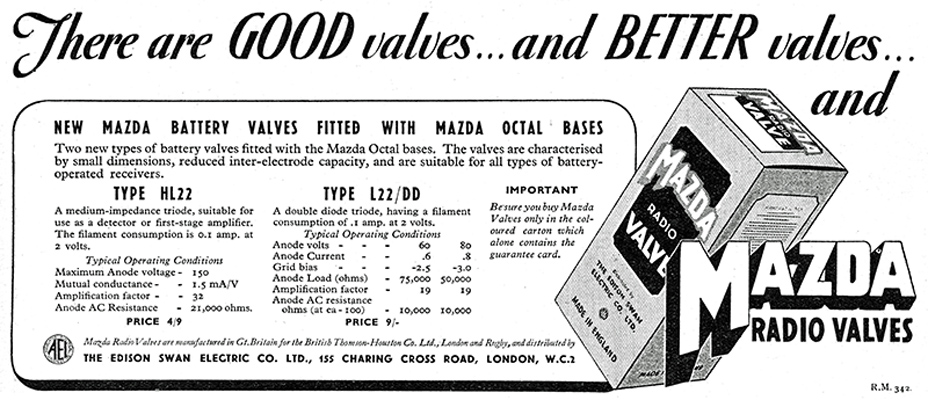 There are GOOD valves...and BETTER valves...
and
NEW MAZDA BATTERY VALVES FITTED WITH MAZDA OCTAL BASES
Two new types of battery valves fitted with the Mazda Octal bases. The valves are characterised
by small dimensions, reduced inter-electrode capacity, and are suitable for all types of battery-
operated receivers.
TYPE HL22
A medium-impedance triode, suitable for
use as a detector or first-stage amplifier.
The filament consumption is 0.1 amp. at
2 volts.
Typical Operating Conditions
Maximum Anode voltage - 150
Mutual conductance - - 1.5 mA/V
Amplification factor - - 32
Anode AC Resistance - 21,000 ohms.
PRICE 4/9
TYPE L22/DD
A double diode triode, having a filament
consumption of .1 amp. at 2 volts.
Typical Operating Conditions
Anode volts - - - 60 80
Anode Current - - .6 .8
Grid bias - - - -2.5 -3.0
Anode Load (ohms) - - 75,000 50,000
Amplification factor - 19 19
Anode AC resistance
ohms (at ea - 100) - 10,000 10,000
PRICE 9/-
IMPORTANT
Be sure you buy Mazda
Valves only in the col-
oured carton which
alone contains the
guarantee card.
AEI
Mazda Radio Valves are manufactured in Gt. Britain for the British Thomson-Houston Co. Ltd., London and Rugby, and distributed by
THE EDISON SWAN ELECTRIC CO. LTD., 155 CHARING CROSS ROAD, LONDON, W.C.2
MAZDA
VALVE
MAZDA
RADIO
VALVE
THE EDISON SWAN
ELECTRIC CO. LTD.
MADE IN ENGLAND
MAZDA
RADIO VALVES
R.M. 342.